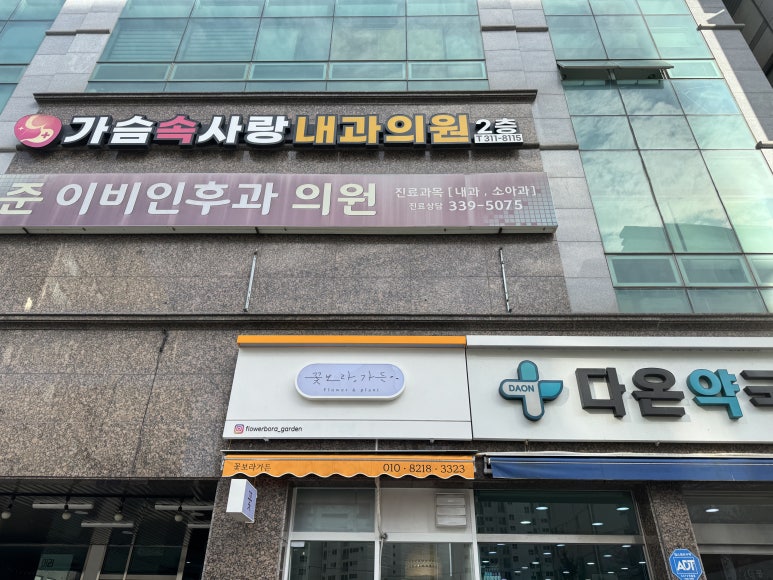 가슴속사랑내과의원 2층
T 311-8115
준 이비인후과 의원
진료과목 [ 내과 , 소아과 ]
진료상담 339-5075
꽃보라가든
flower & plant
flowerbora_garden
DAON
다온약국
꽃보라가든
010 · 8218 · 3323
ADT